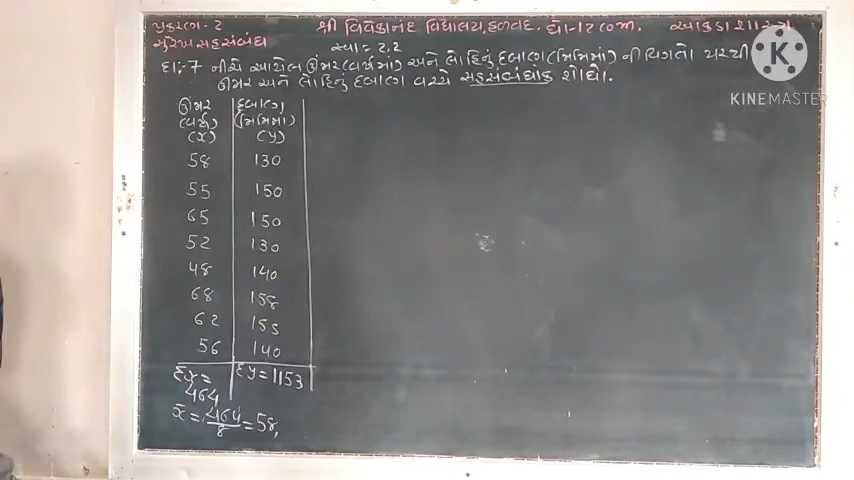 પ્રકરણ-2 શ્રી વિવેકાનંદ વિદ્યાલય, હળવદ. ધો-12 કોમ. આંકડાશાસ્ત્ર
સુરેખ સહસંબંધ સ્વા = 2.2
દા:-7 નીચે આપેલ ઉંમર(વર્ષમાં) અને લોહિનું દબાણ(મિમિમાં) ની વિગતો પરથી
ઉંમર અને લોહિનું દબાણ વચ્ચે સહસંબંધાંક શોધો.
ઉંમર દબાણ
(વર્ષ) (મિમિમાં)
(x) (y)
58 130
55 150
65 150
52 130
48 140
68 158
62 155
56 140
Σx = Σy = 1153
464
x̄ = 464/8 = 58,
K
KINEMASTER